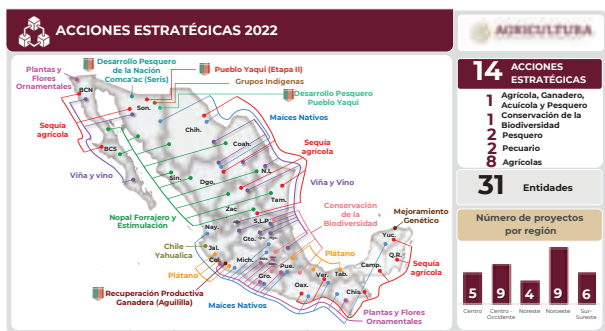 ACCIONES ESTRATÉGICAS 2022
AGRICULTURA
Plantas y
Flores
Ornamentales
Desarrollo Pesquero
de la Nación
Comca'ac (Seris)
Pueblo Yaqui (Etapa II)
Grupos Indígenas
Desarrollo Pesquero
Pueblo Yaqui
Maíces Nativos
BCN
Son.
Chih.
Sequía
agrícola
Coah.
Sequía
agrícola
BCS
N.L
Sin.
Dgo.
Viña y vino
Viña y Vino
Tam.
Zac.
Nopal Forrajero y
Estimulación
S.L.P.
Conservación
de la
Biodiversidad
Mejoramiento
Genético
Nay.
Gto.
Yuc.
Chile
Yahualica
Jal.
Plátano
Q.R.
Col.
Mich.
Pue.
Camp.
Sequía
agrícola
Plátano
Gro.
Ver.
Tab.
Recuperación Productiva
Ganadera (Aguililla)
Oax.
Chis.
Maíces Nativos
Plantas y Flores
Ornamentales
14 ACCIONES
ESTRATÉGICAS
1 Agrícola, Ganadero,
Acuícola y Pesquero
1 Conservación de la
Biodiversidad
2 Pesquero
2 Pecuario
8 Agrícolas
31 Entidades
Número de proyectos
por región
5 9 4 9 6
Centro
Centro -
Occidente
Noreste
Noroeste
Sur-
Sureste